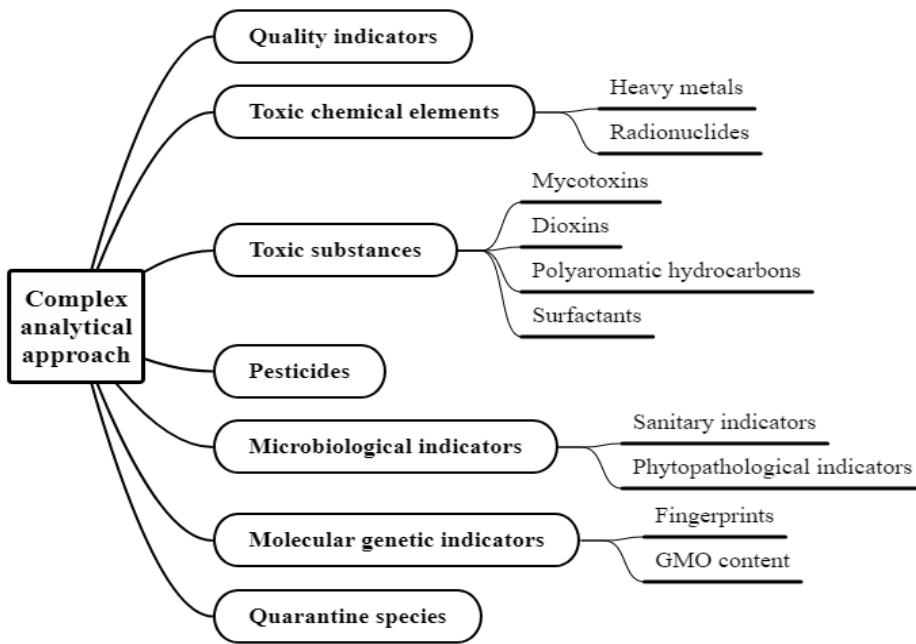 Complex
analytical
approach
Quality indicators
Toxic chemical elements
Heavy metals
Radionuclides
Toxic substances
Mycotoxins
Dioxins
Polyaromatic hydrocarbons
Surfactants
Pesticides
Microbiological indicators
Sanitary indicators
Phytopathological indicators
Molecular genetic indicators
Fingerprints
GMO content
Quarantine species